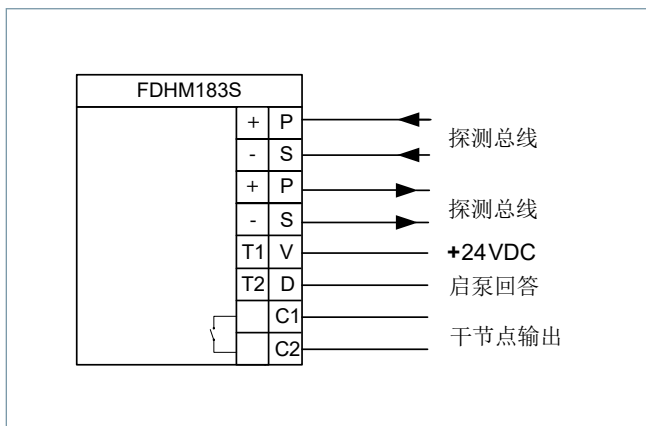 FDHM183S
+ P
探测总线
- S
+ P
探测总线
- S
T1 V +24VDC
T2 D 启泵回答
C1
干节点输出
C2